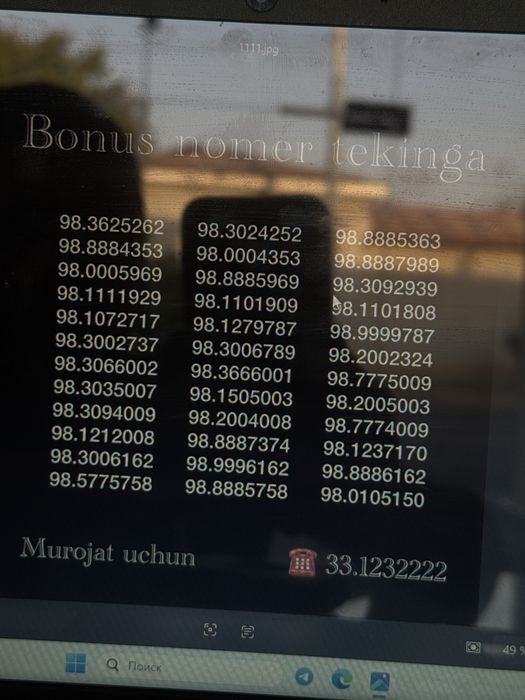 1111.jpg
Bonus nomer tekinga
98.3625262 98.3024252 98.8885363
98.8884353 98.0004353 98.8887989
98.0005969 98.8885969 98.3092939
98.1111929 98.1101909 98.1101808
98.1072717 98.1279787 98.9999787
98.3002737 98.3006789 98.2002324
98.3066002 98.3666001 98.7775009
98.3035007 98.1505003 98.2005003
98.3094009 98.2004008 98.7774009
98.1212008 98.8887374 98.1237170
98.3006162 98.9996162 98.8886162
98.5775758 98.8885758 98.0105150
Murojat uchun ☎ 33.1232222
49 %
Поиск